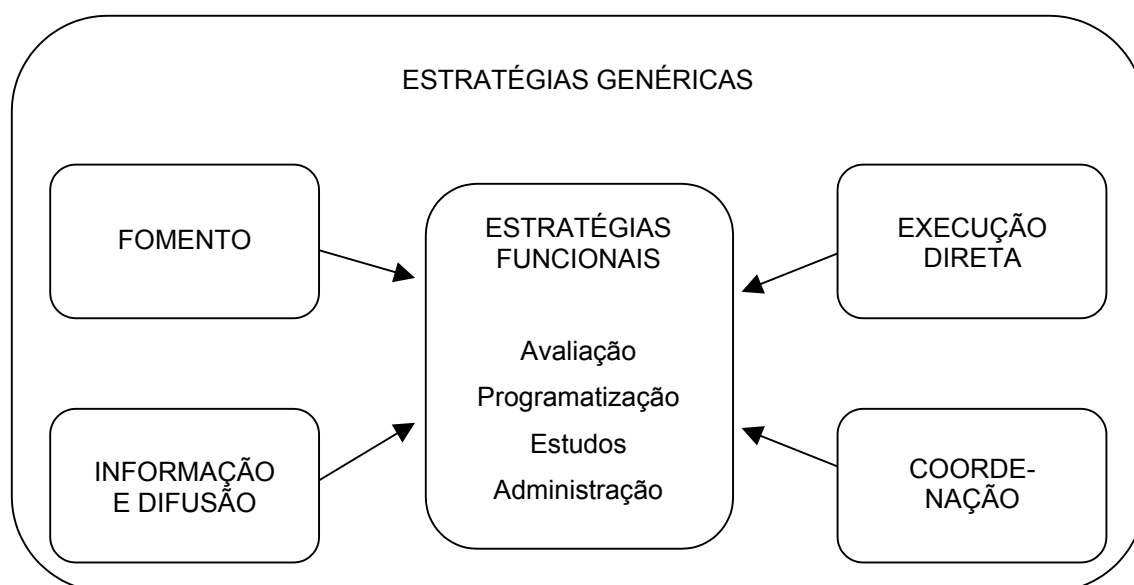 ESTRATÉGIAS GENÉRICAS
FOMENTO
INFORMAÇÃO
E DIFUSÃO
ESTRATÉGIAS
FUNCIONAIS
Avaliação
Programatização
Estudos
Administração
EXECUÇÃO
DIRETA
COORDE-
NAÇÃO